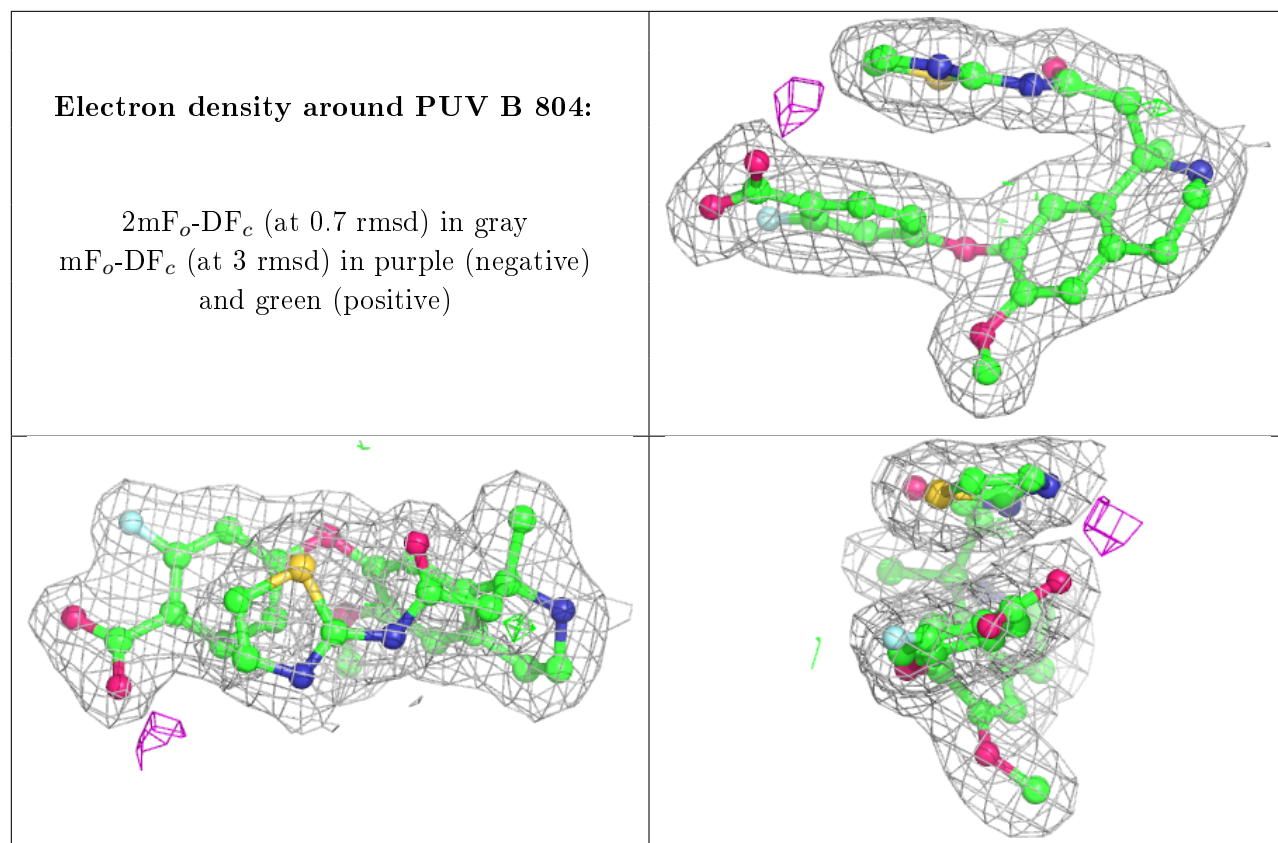 Electron density around PUV B 804:
2mFₒ-DF𝒸 (at 0.7 rmsd) in gray
mFₒ-DF𝒸 (at 3 rmsd) in purple (negative)
and green (positive)